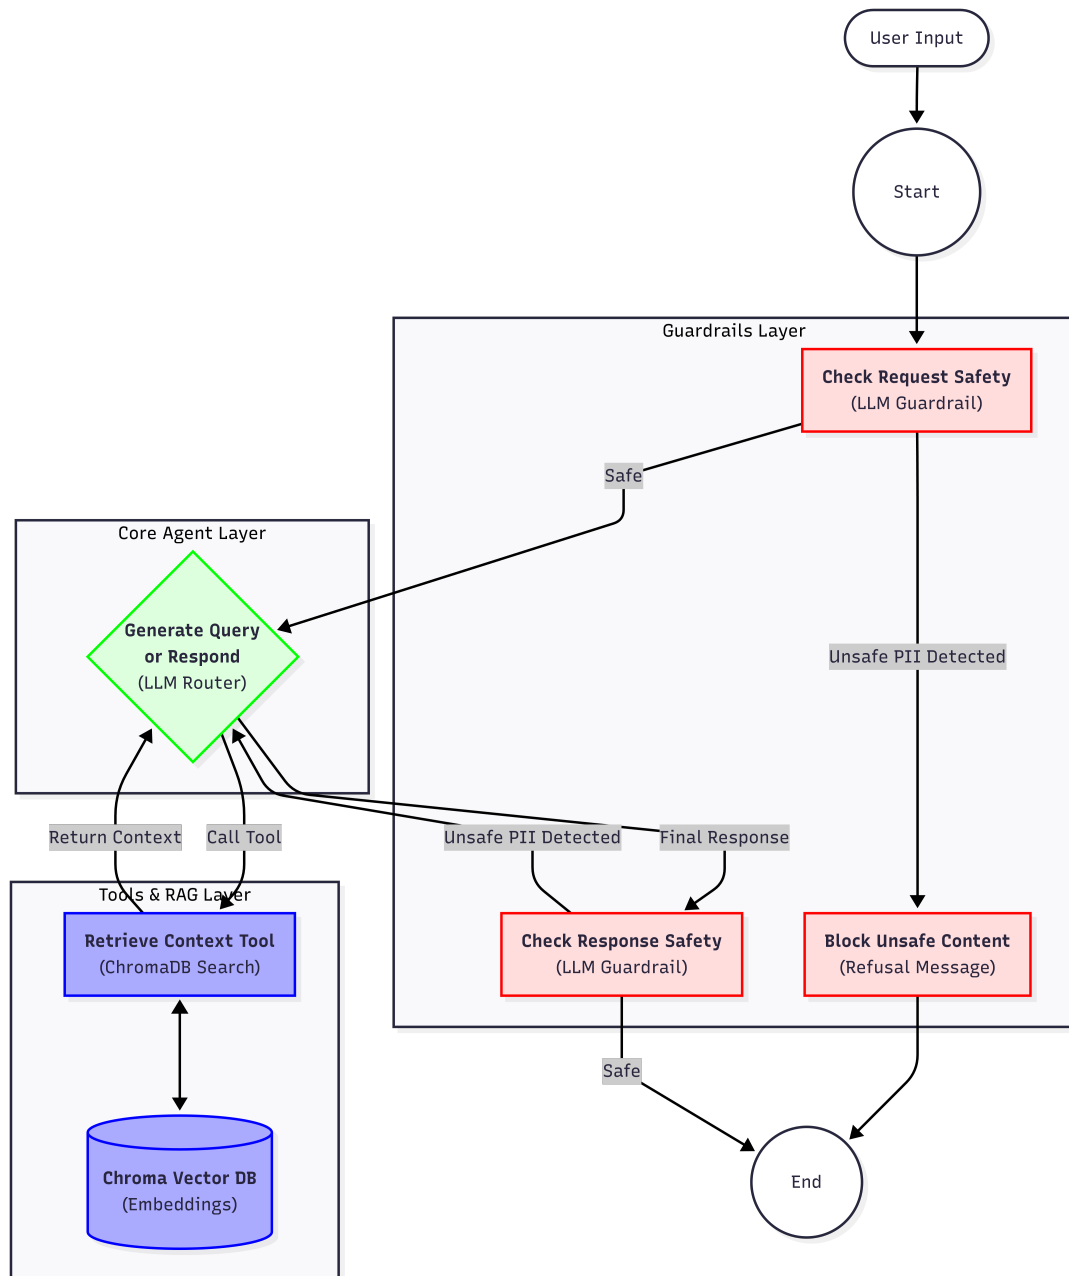 User Input
Start
Guardrails Layer
Check Request Safety
(LLM Guardrail)
Safe
Core Agent Layer
Generate Query
or Respond
(LLM Router)
Unsafe PII Detected
Return Context
Call Tool
Unsafe PII Detected
Final Response
Tools & RAG Layer
Retrieve Context Tool
(ChromaDB Search)
Check Response Safety
(LLM Guardrail)
Block Unsafe Content
(Refusal Message)
Safe
Chroma Vector DB
(Embeddings)
End